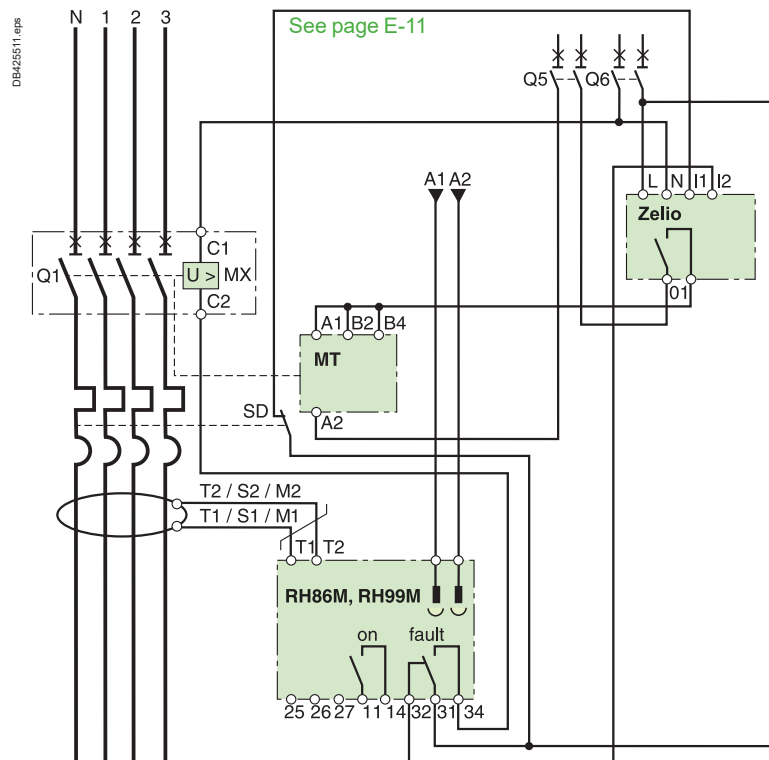 DB425511.eps
N 1 2 3
See page E-11
Q5 Q6
A1 A2
L N I1 I2
Zelio
01
Q1
C1
U > MX
C2
A1 B2 B4
MT
A2
SD
T2 / S2 / M2
T1 / S1 / M1
T1 T2
RH86M, RH99M
on fault
25 26 27 11 14 32 31 34